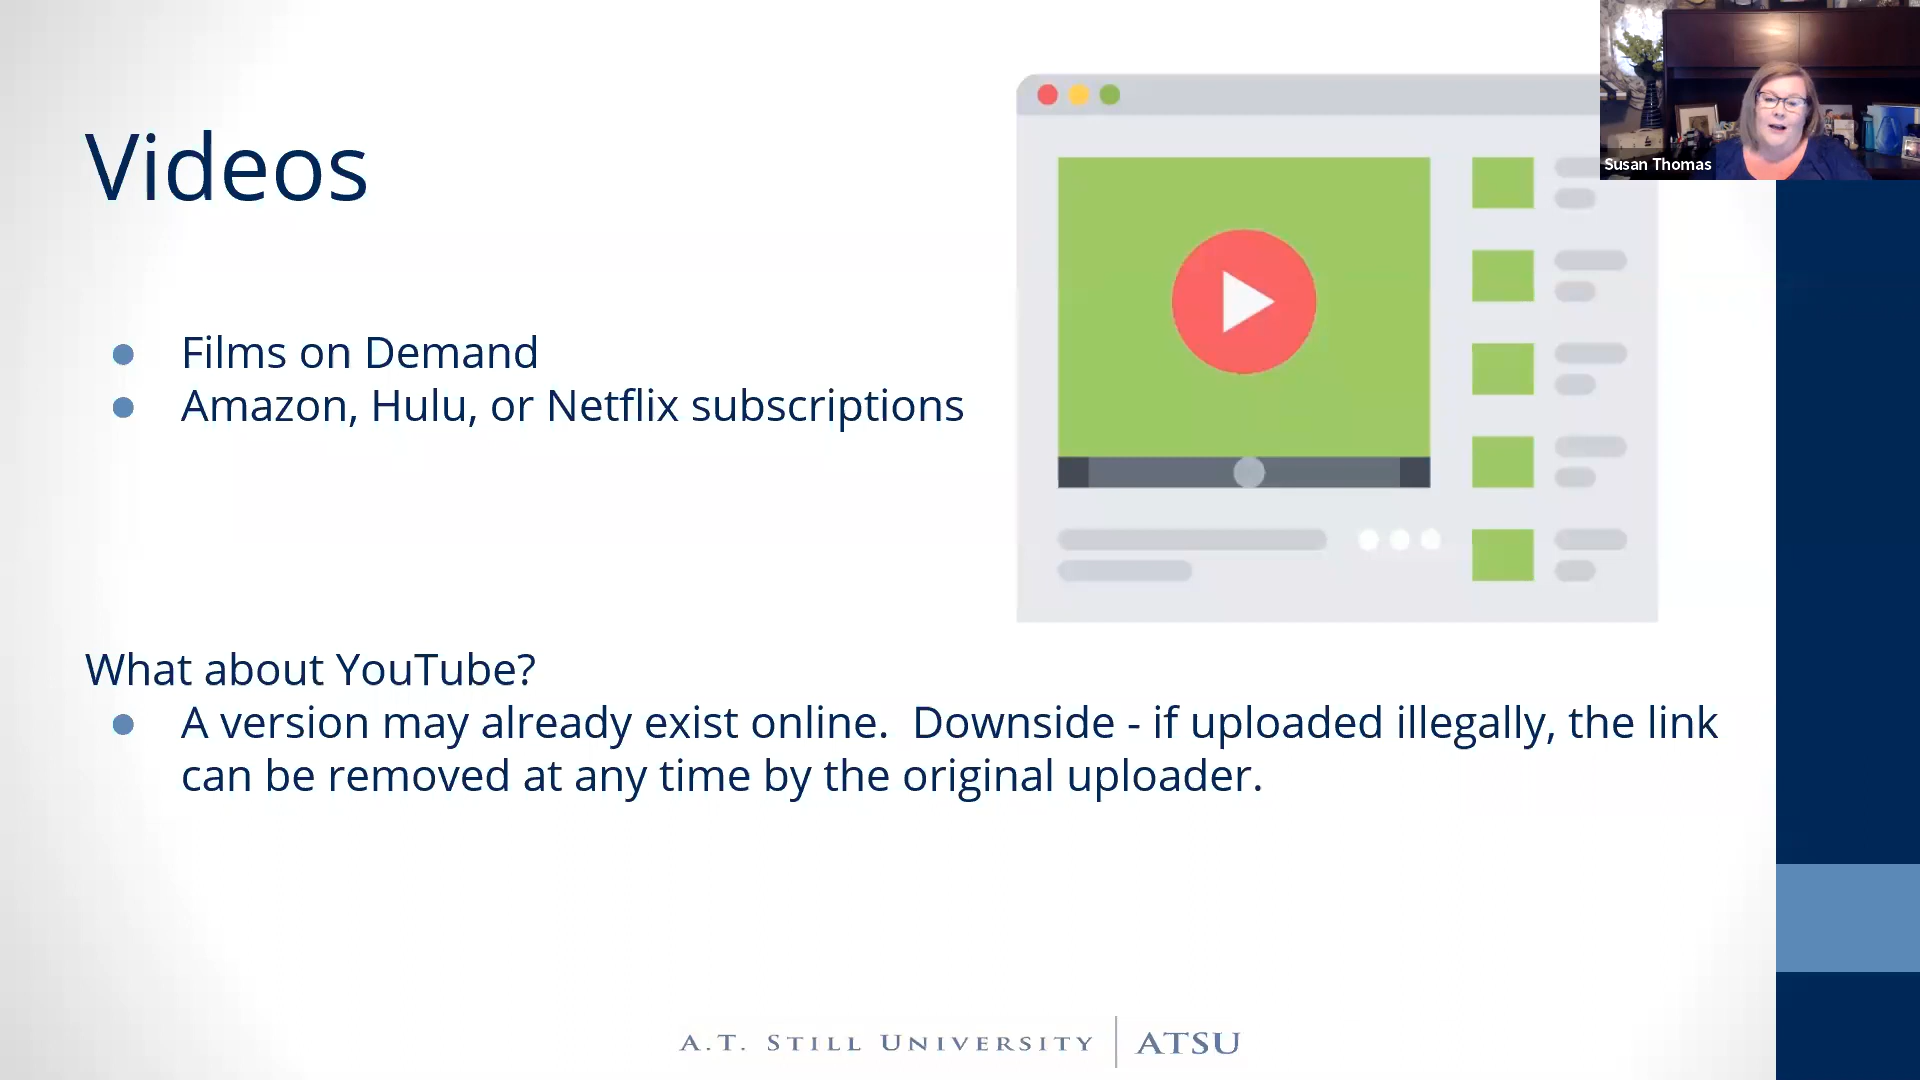 Susan Thomas
Videos
Films on Demand
Amazon, Hulu, or Netflix subscriptions
What about YouTube?
A version may already exist online.  Downside - if uploaded illegally, the link
can be removed at any time by the original uploader.
A.T. STILL UNIVERSITY | ATSU